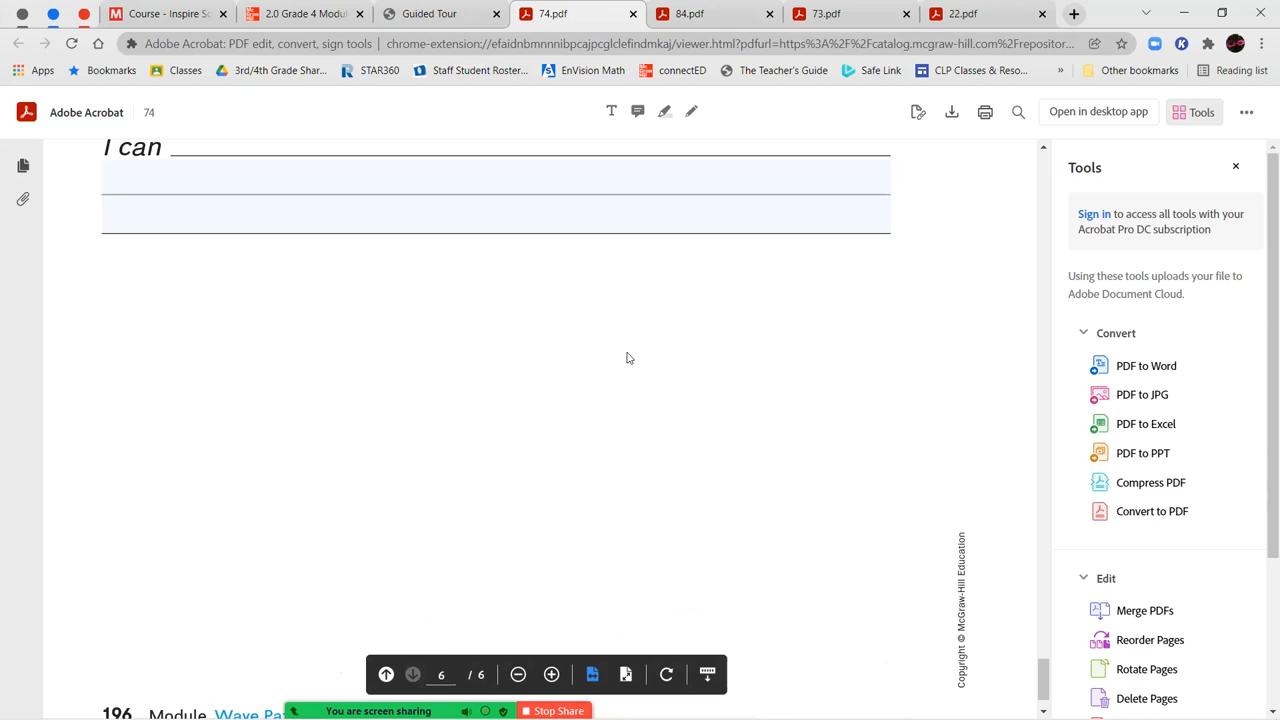 Course - Inspire Sc
2.0 Grade 4 Modul
Guided Tour
74.pdf
84.pdf
73.pdf
22.pdf
Adobe Acrobat: PDF edit, convert, sign tools
chrome-extension://efaidnbmnnnibpcajpcglclefindmkaj/viewer.html?pdfurl=https%3A%2F%2Fcatalog.mcgraw-hill.com%2Frepositor...
Apps
Bookmarks
Classes
3rd/4th Grade Shar...
STAR360
Staff Student Roster...
EnVision Math
connectED
The Teacher's Guide
Safe Link
CLP Classes & Reso...
»
Other bookmarks
Reading list
Adobe Acrobat
74
Open in desktop app
Tools
I can
Tools
Sign in to access all tools with your
Acrobat Pro DC subscription
Using these tools uploads your file to
Adobe Document Cloud.
Convert
PDF to Word
PDF to JPG
PDF to Excel
PDF to PPT
Compress PDF
Convert to PDF
Edit
Merge PDFs
Reorder Pages
Rotate Pages
Delete Pages
Copyright © McGraw-Hill Education
6 / 6
196 Module Wave
You are screen sharing
Stop Share